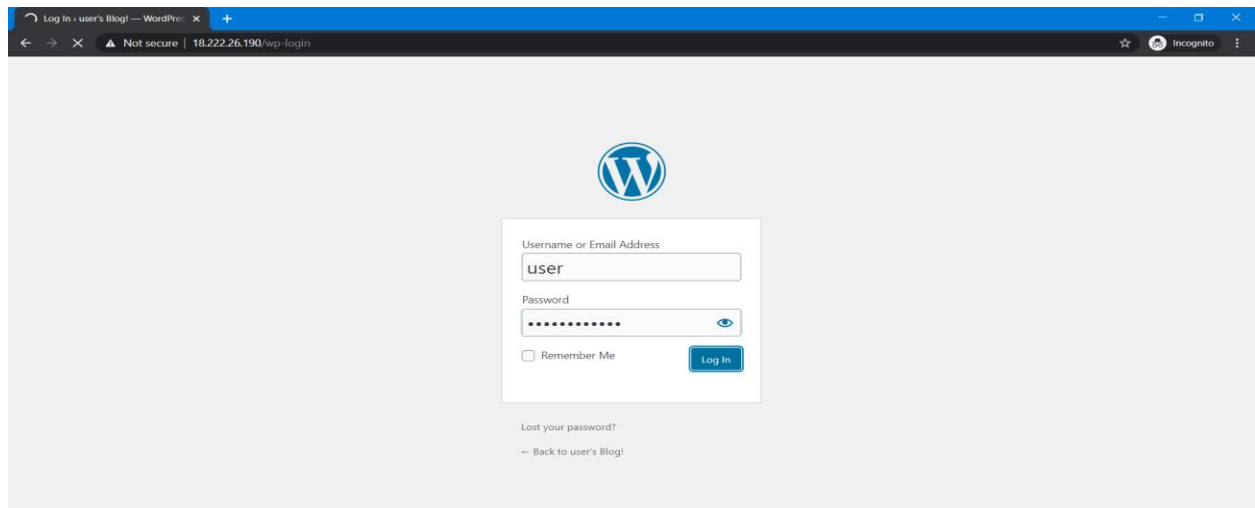 Log In ‹ user's Blog! — WordPres
Not secure | 18.222.26.190/wp-login
Incognito
Username or Email Address
user
Password
••••••••••••
Remember Me
Log In
Lost your password?
← Back to user's Blog!